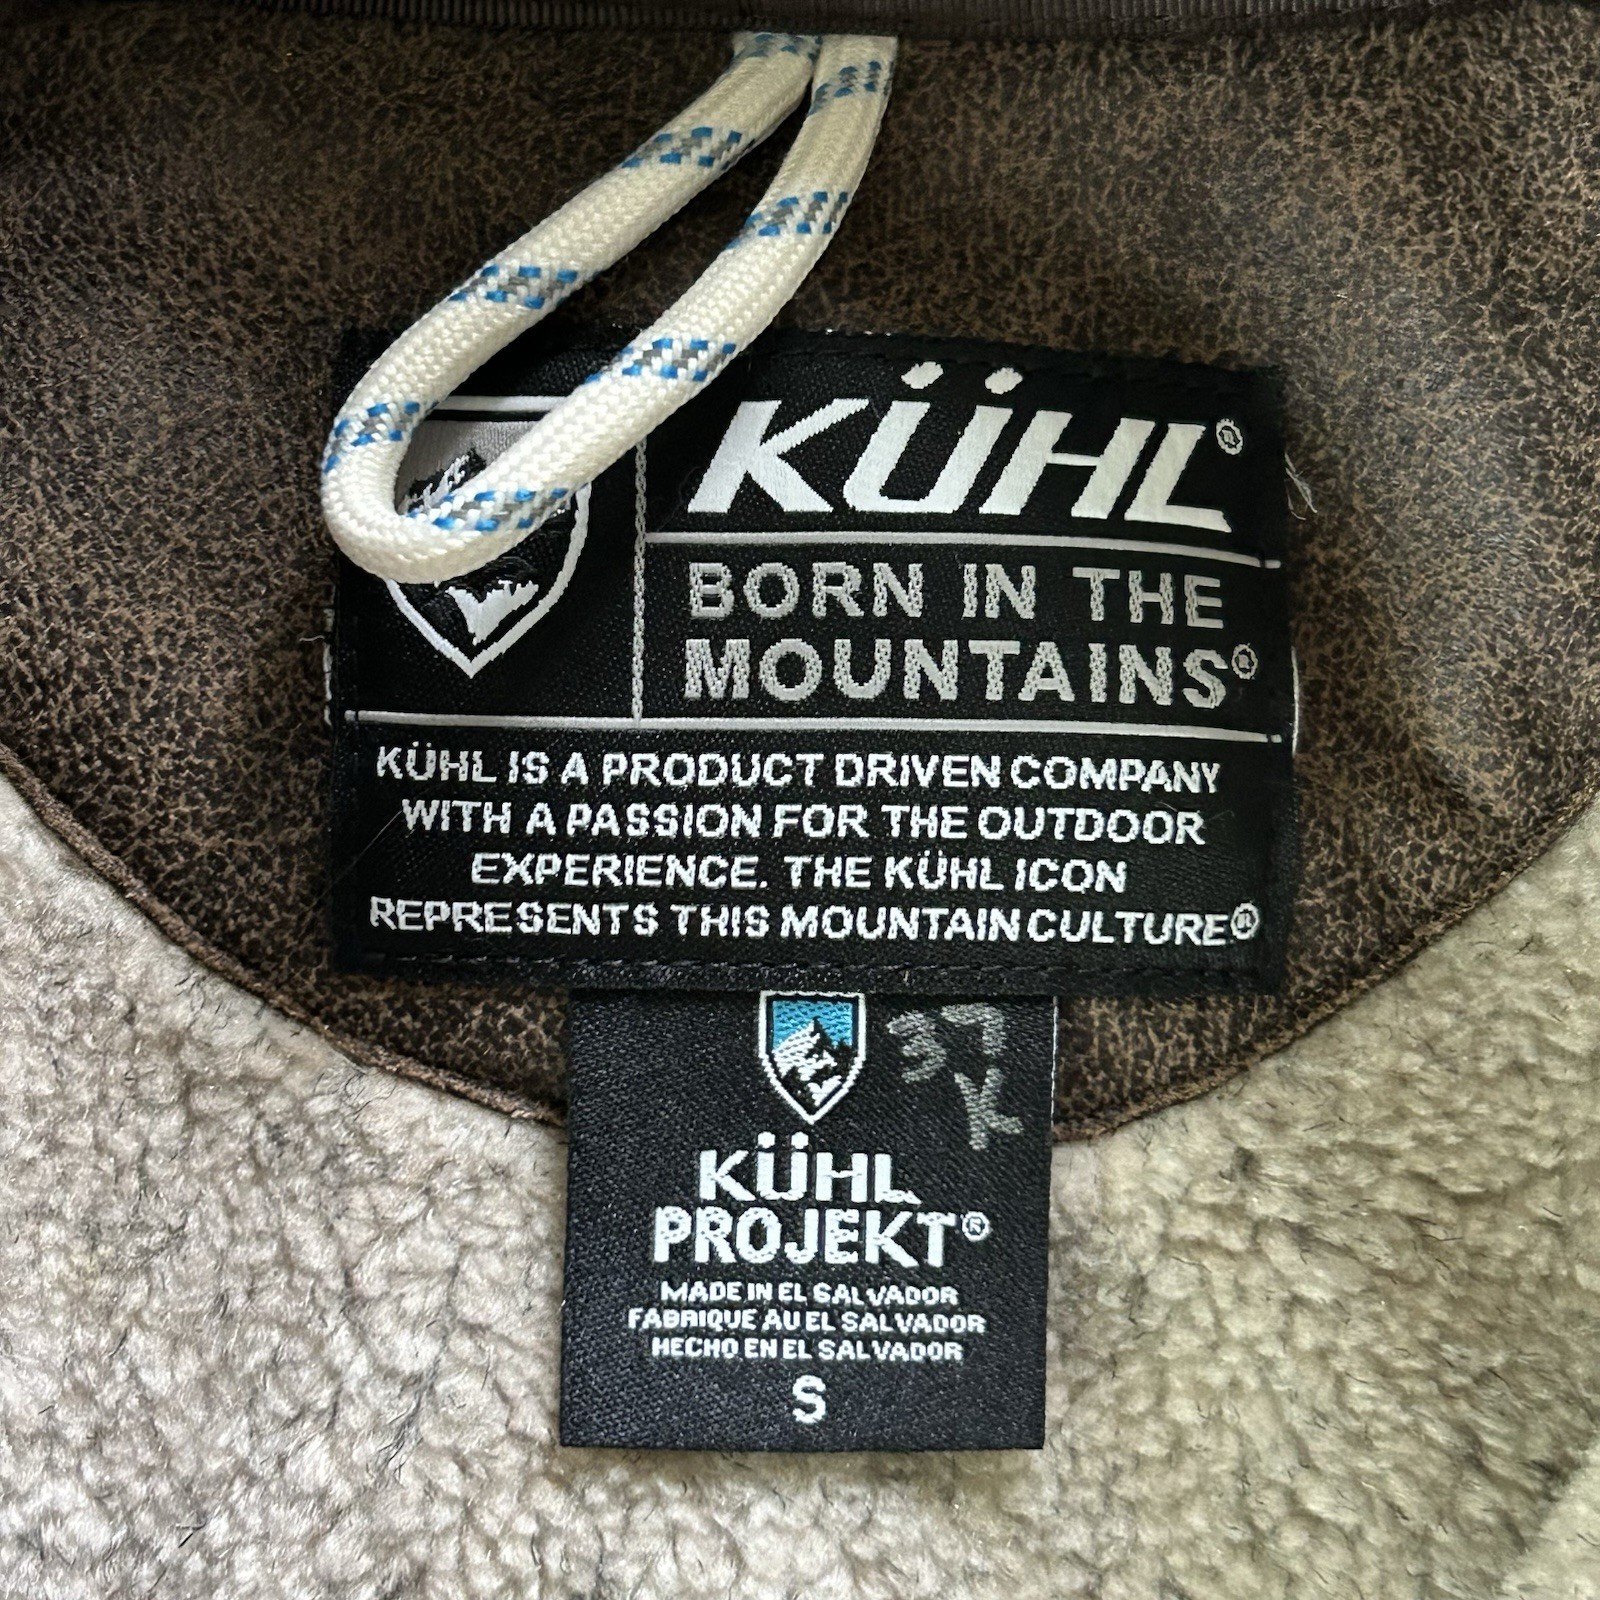 KÜHL®
BORN IN THE
MOUNTAINS®
KÜHL IS A PRODUCT DRIVEN COMPANY
WITH A PASSION FOR THE OUTDOOR
EXPERIENCE. THE KÜHL ICON
REPRESENTS THIS MOUNTAIN CULTURE®
37
K
KÜHL
PROJEKT®
MADE IN EL SALVADOR
FABRIQUE AU EL SALVADOR
HECHO EN EL SALVADOR
S